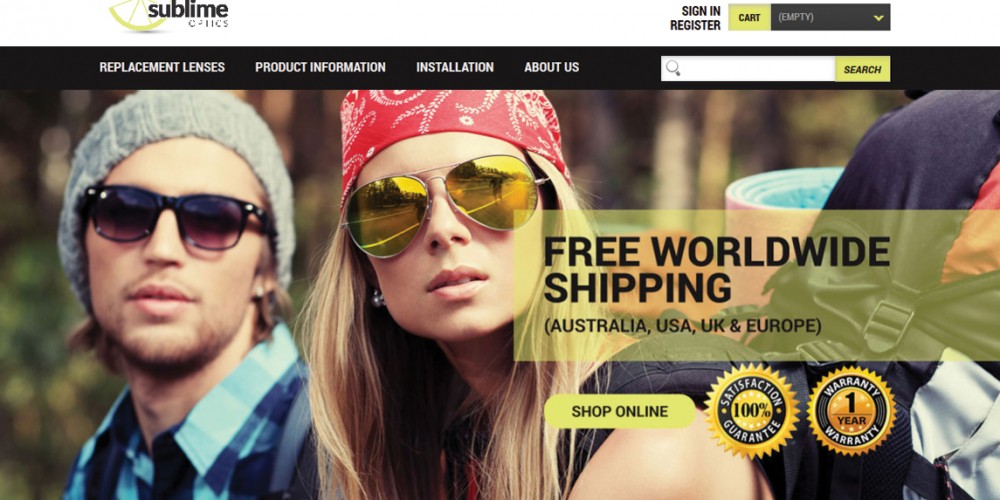 sublime
OPTICS
SIGN IN
REGISTER
CART
(EMPTY)
REPLACEMENT LENSES
PRODUCT INFORMATION
INSTALLATION
ABOUT US
SEARCH
FREE WORLDWIDE
SHIPPING
(AUSTRALIA, USA, UK & EUROPE)
SHOP ONLINE
SATISFACTION
100%
GUARANTEE
WARRANTY
1
YEAR
WARRANTY